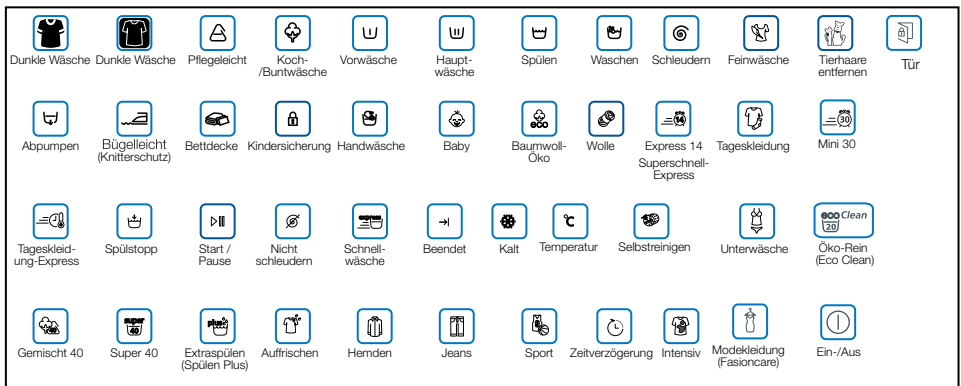 Dunkle Wäsche Dunkle Wäsche Pflegeleicht Koch-/Buntwäsche Vorwäsche Haupt-wäsche Spülen Waschen Schleudern Feinwäsche Tierhaare entfernen Tür
14 30
eco
Abpumpen Bügelleicht (Knitterschutz) Bettdecke Kindersicherung Handwäsche Baby Baumwoll-Öko Wolle Express 14 Superschnell-Express Tageskleidung Mini 30
express °C eco Clean 20
Tageskleid-ung-Express Spülstopp Start / Pause Nicht schleudern Schnell-wäsche Beendet Kalt Temperatur Selbstreinigen Unterwäsche Öko-Rein (Eco Clean)
40 super 40 plus
Gemischt 40 Super 40 Extraspülen (Spülen Plus) Auffrischen Hemden Jeans Sport Zeitverzögerung Intensiv Modekleidung (Fasioncare) Ein-/Aus